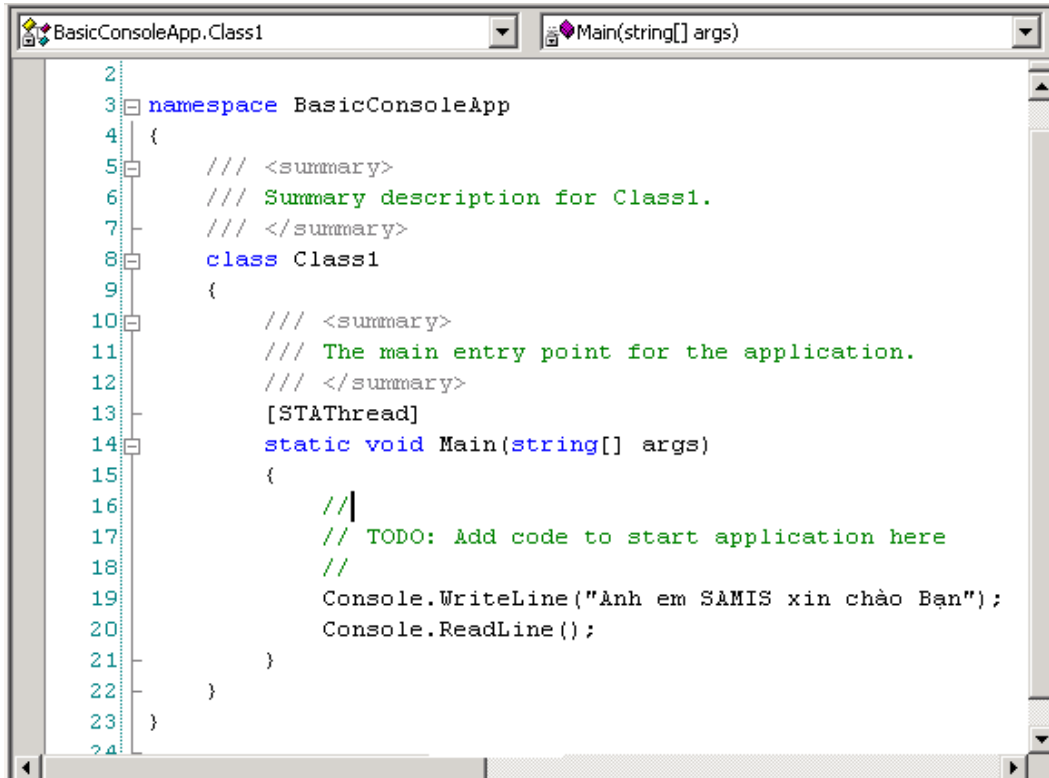 BasicConsoleApp.Class1 Main(string[] args)
2
3 namespace BasicConsoleApp
4 {
5 /// <summary>
6 /// Summary description for Class1.
7 /// </summary>
8 class Class1
9 {
10 /// <summary>
11 /// The main entry point for the application.
12 /// </summary>
13 [STAThread]
14 static void Main(string[] args)
15 {
16 //
17 // TODO: Add code to start application here
18 //
19 Console.WriteLine("Anh em SAMIS xin chào Bạn");
20 Console.ReadLine();
21 }
22 }
23 }
24